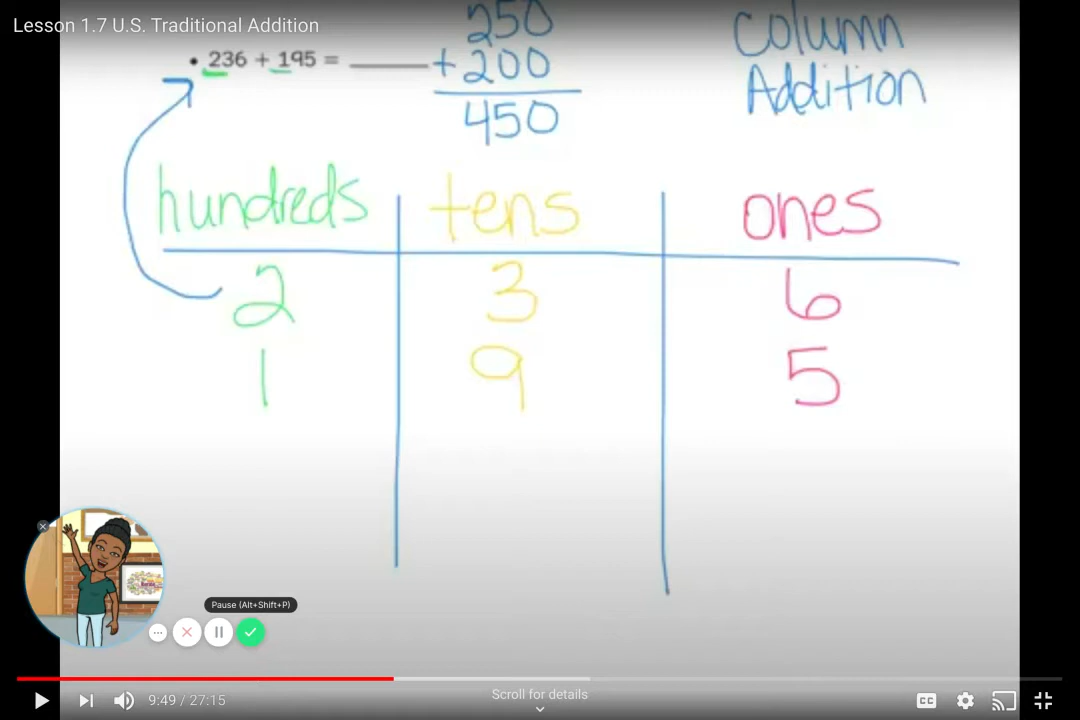 Lesson 1.7 U.S. Traditional Addition
250
• 236 + 195 = ______ + 200
450
Column
Addition
hundreds tens ones
2 3 6
1 9 5
Pause (Alt+Shift+P)
9:49 / 27:15
Scroll for details
CC